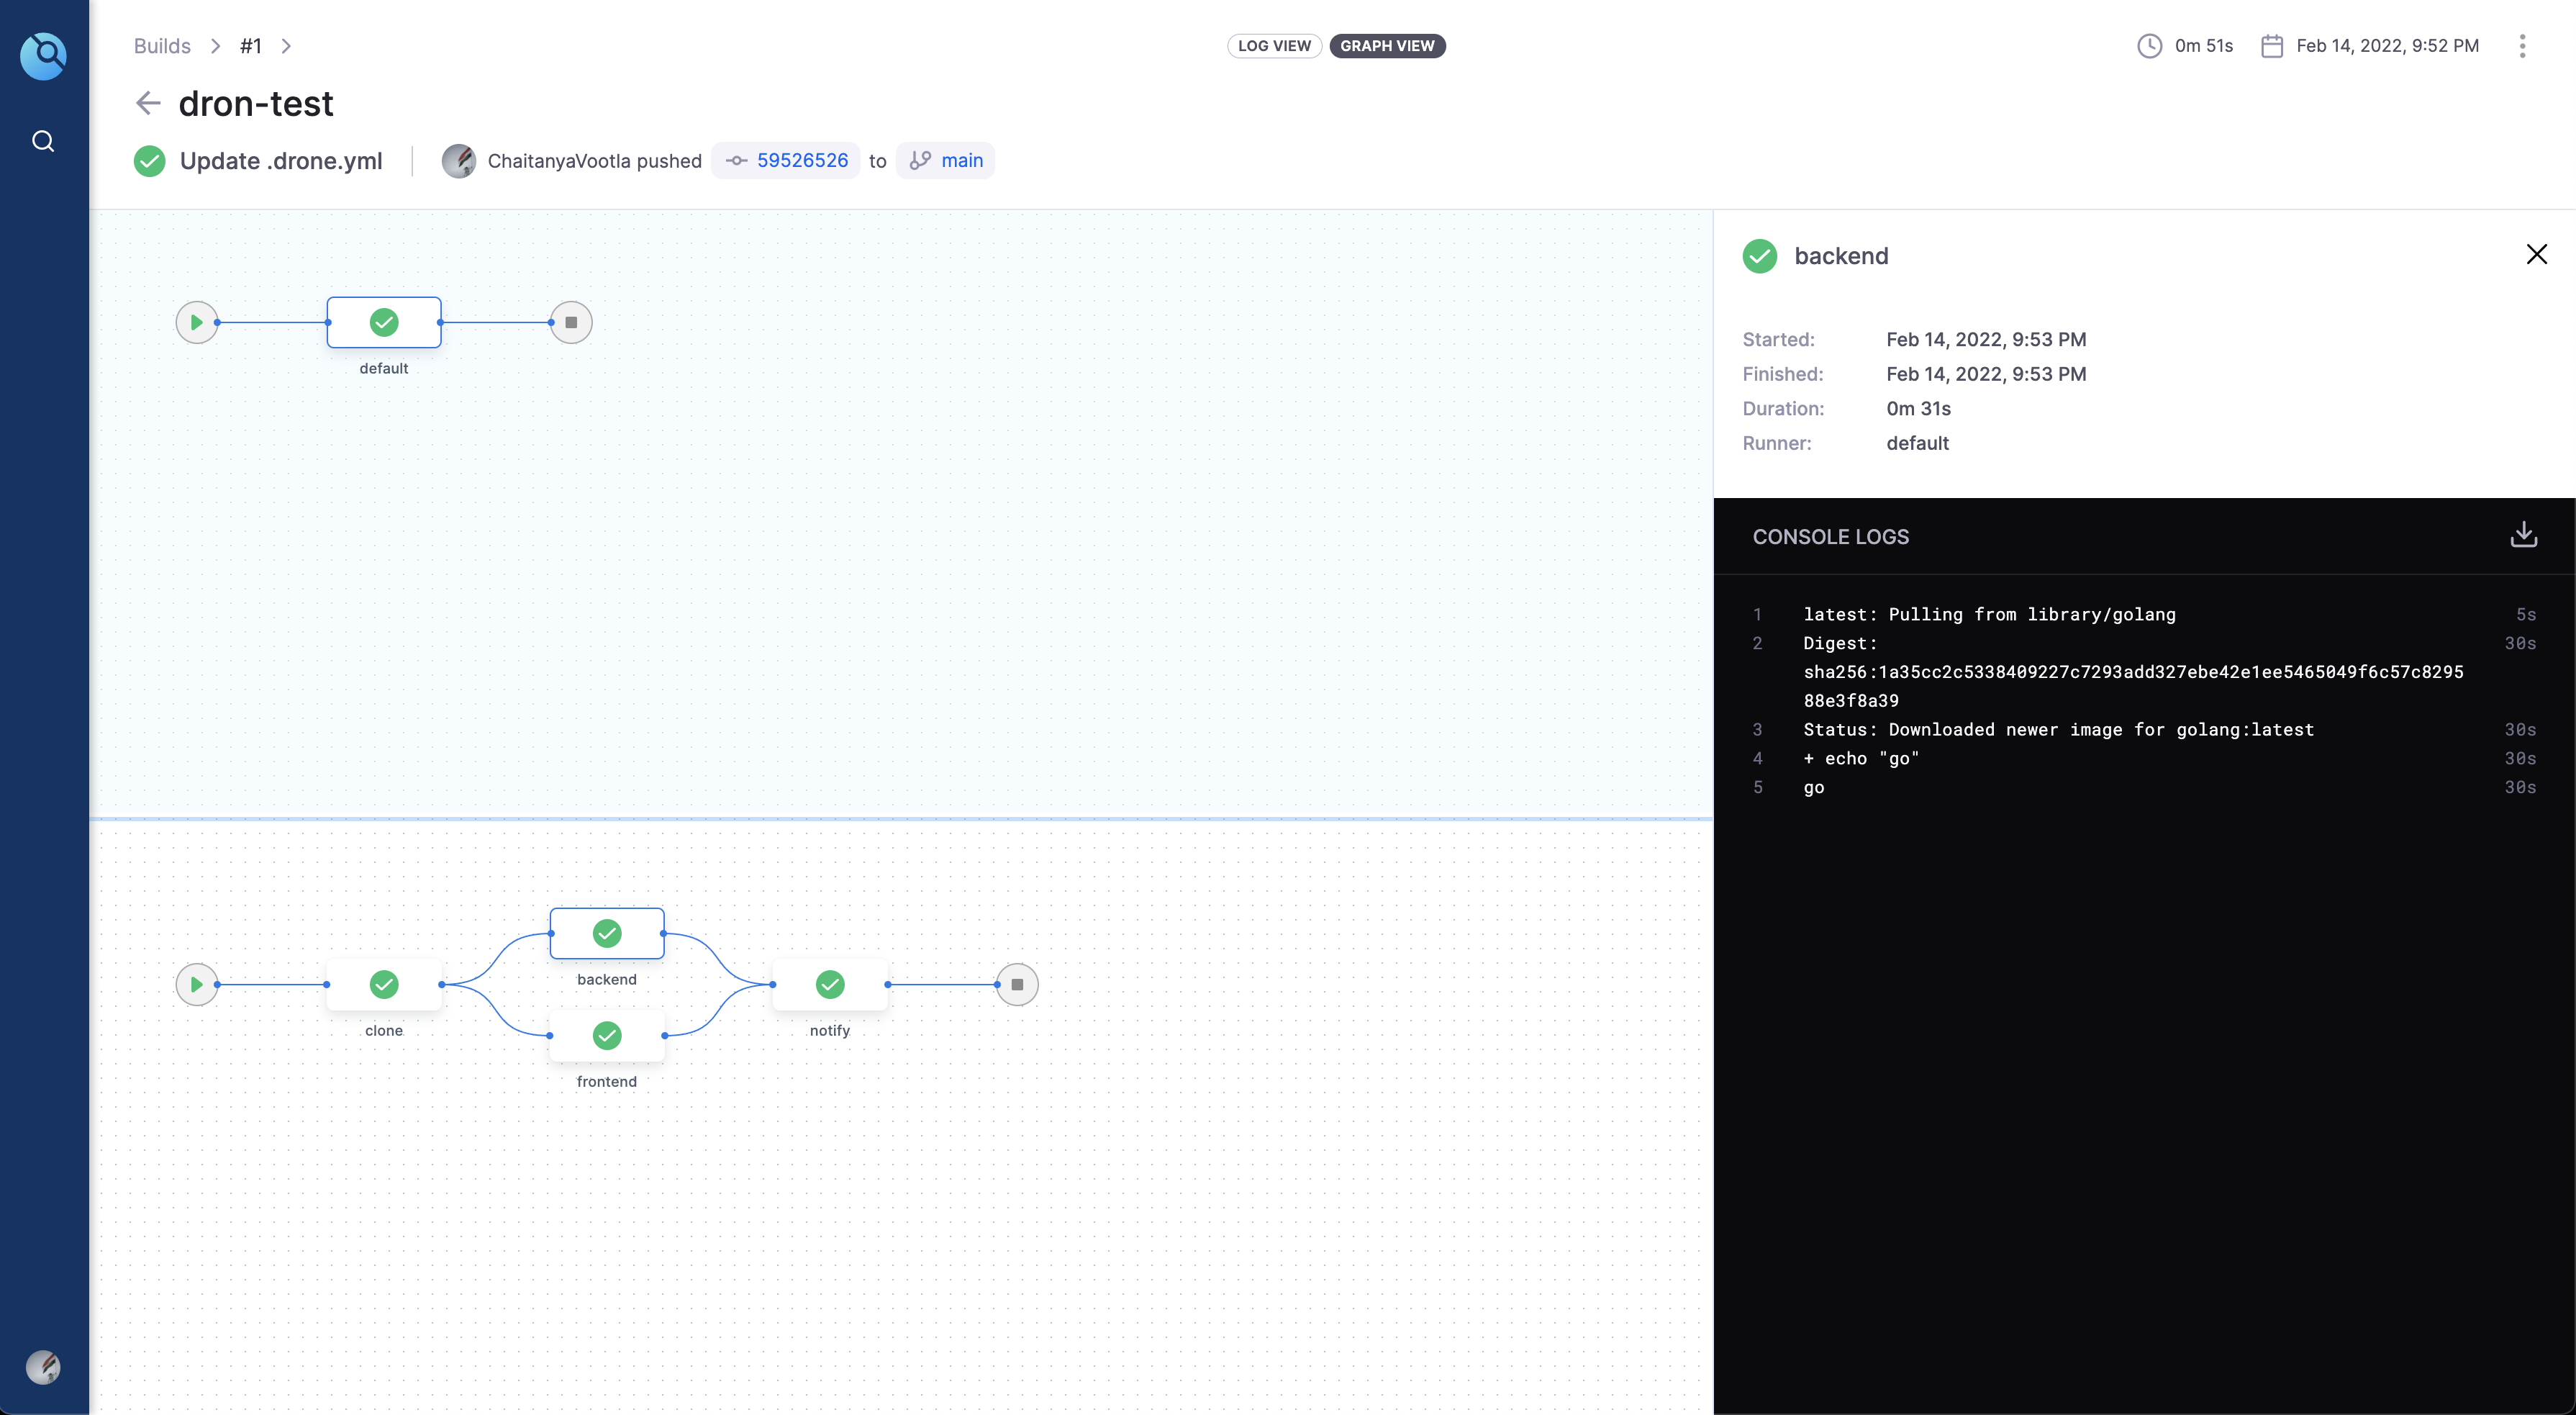 Builds > #1 >
LOG VIEW GRAPH VIEW
0m 51s Feb 14, 2022, 9:52 PM
dron-test
Update .drone.yml
ChaitanyaVootla pushed 59526526 to main
default
clone
backend
frontend
notify
backend
Started: Feb 14, 2022, 9:53 PM
Finished: Feb 14, 2022, 9:53 PM
Duration: 0m 31s
Runner: default
CONSOLE LOGS
1 latest: Pulling from library/golang 5s
2 Digest: 30s
sha256:1a35cc2c5338409227c7293add327ebe42e1ee5465049f6c57c8295
88e3f8a39
3 Status: Downloaded newer image for golang:latest 30s
4 + echo "go" 30s
5 go 30s